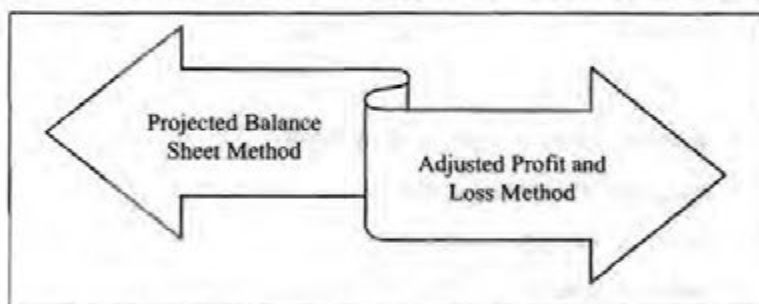 Projected Balance
Sheet Method
Adjusted Profit and
Loss Method